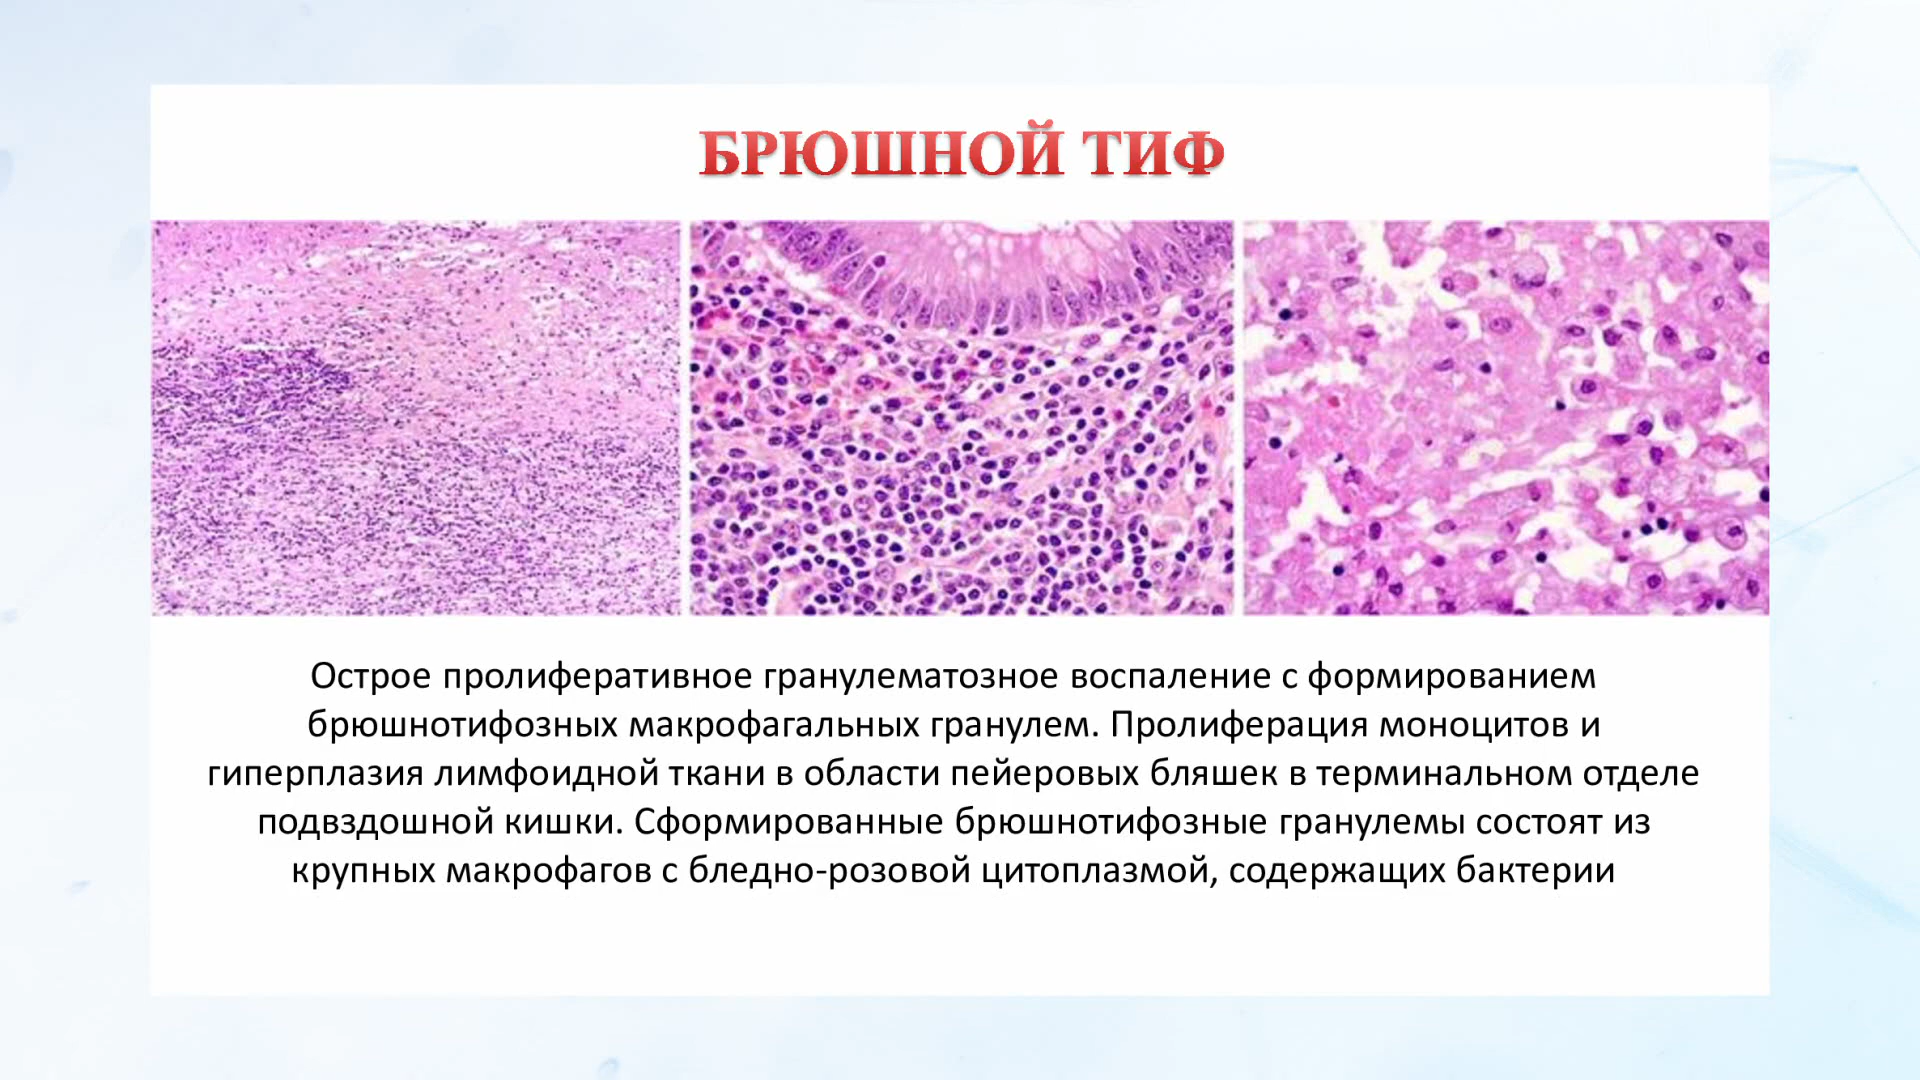 БРЮШНОЙ ТИФ
Острое пролиферативное гранулематозное воспаление с формированием
брюшнотифозных макрофагальных гранулем. Пролиферация моноцитов и
гиперплазия лимфоидной ткани в области пейеровых бляшек в терминальном отделе
подвздошной кишки. Сформированные брюшнотифозные гранулемы состоят из
крупных макрофагов с бледно-розовой цитоплазмой, содержащих бактерии